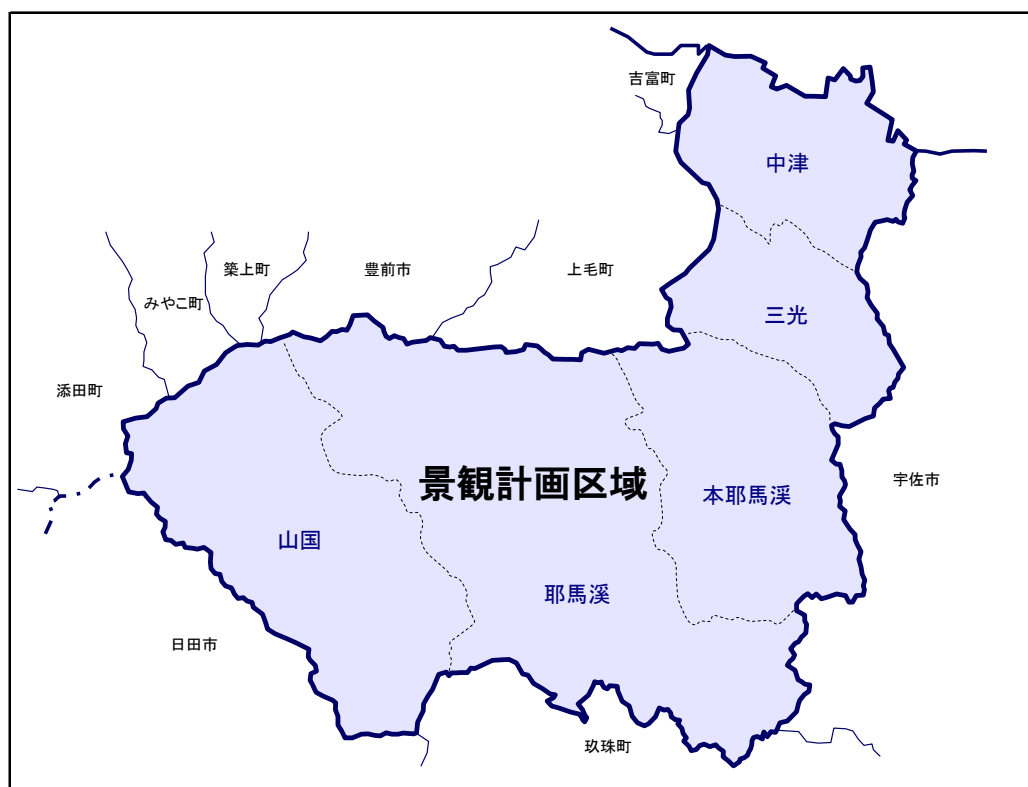 吉富町
中津
築上町
豊前市
上毛町
みやこ町
三光
添田町
景観計画区域
宇佐市
本耶馬渓
山国
耶馬渓
日田市
玖珠町